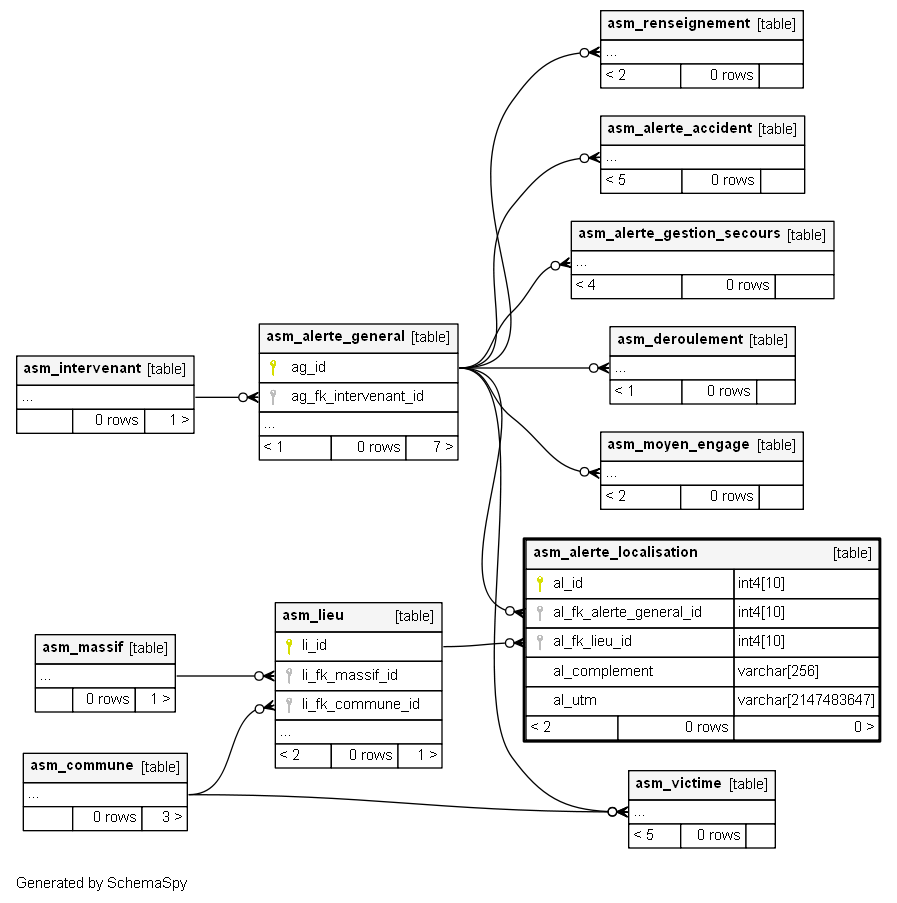 asm_renseignement [table]
...
< 2 0 rows
asm_alerte_accident [table]
...
< 5 0 rows
asm_alerte_gestion_secours [table]
...
< 4 0 rows
asm_alerte_general [table]
ag_id
ag_fk_intervenant_id
...
< 1 0 rows 7 >
asm_intervenant [table]
...
0 rows 1 >
asm_deroulement [table]
...
< 1 0 rows
asm_moyen_engage [table]
...
< 2 0 rows
asm_alerte_localisation [table]
al_id int4[10]
al_fk_alerte_general_id int4[10]
al_fk_lieu_id int4[10]
al_complement varchar[256]
al_utm varchar[2147483647]
< 2 0 rows 0 >
asm_lieu [table]
li_id
li_fk_massif_id
li_fk_commune_id
...
< 2 0 rows 1 >
asm_massif [table]
...
0 rows 1 >
asm_commune [table]
...
0 rows 3 >
asm_victime [table]
...
< 5 0 rows
Generated by SchemaSpy